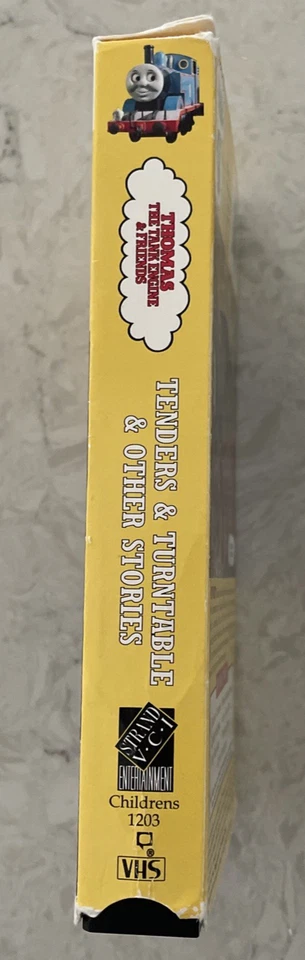 THOMAS
THE TANK ENGINE
& FRIENDS
TENDERS & TURNTABLE
& OTHER STORIES
STRAND
V·C·I
ENTERTAINMENT
Childrens
1203
VHS®